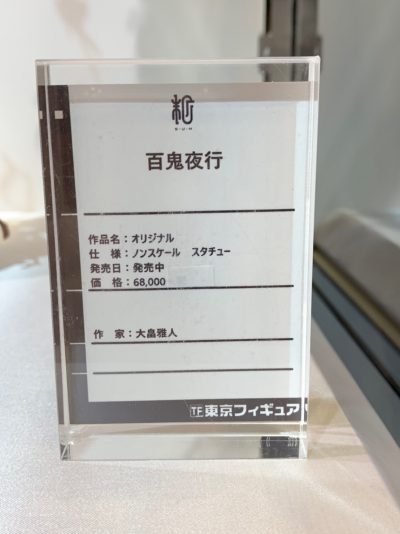 百鬼夜行
作品名：オリジナル
仕　様：ノンスケール　スタチュー
発売日：発売中
価　格：68,000
作　家：大畠雅人
TF東京フィギュア